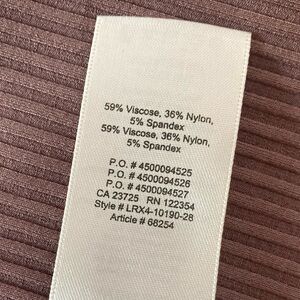 59% Viscose, 36% Nylon,
5% Spandex
59% Viscose, 36% Nylon,
5% Spandex
P.O. # 4500094525
P.O. # 4500094526
P.O. # 4500094527
CA 23725 RN 122354
Style # LRX4-10190-28
Article # 68254